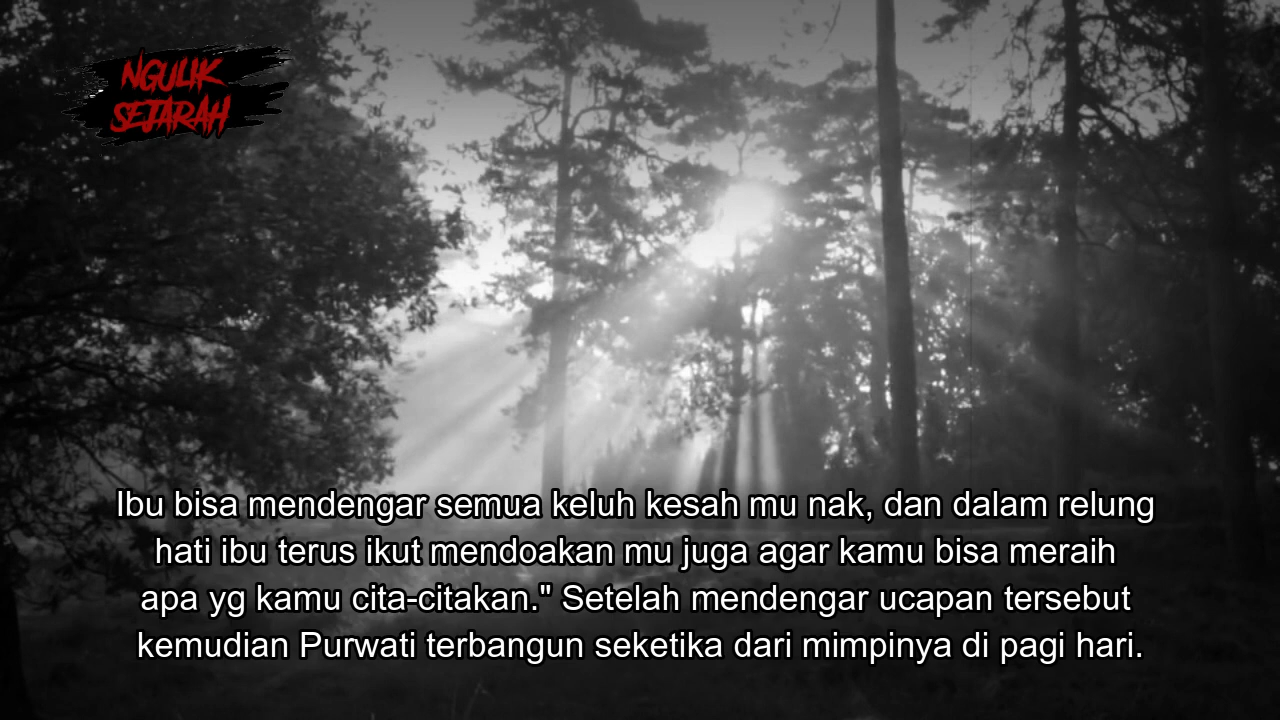 NGULIK
SEJARAH
Ibu bisa mendengar semua keluh kesah mu nak, dan dalam relung
hati ibu terus ikut mendoakan mu juga agar kamu bisa meraih
apa yg kamu cita-citakan." Setelah mendengar ucapan tersebut
kemudian Purwati terbangun seketika dari mimpinya di pagi hari.